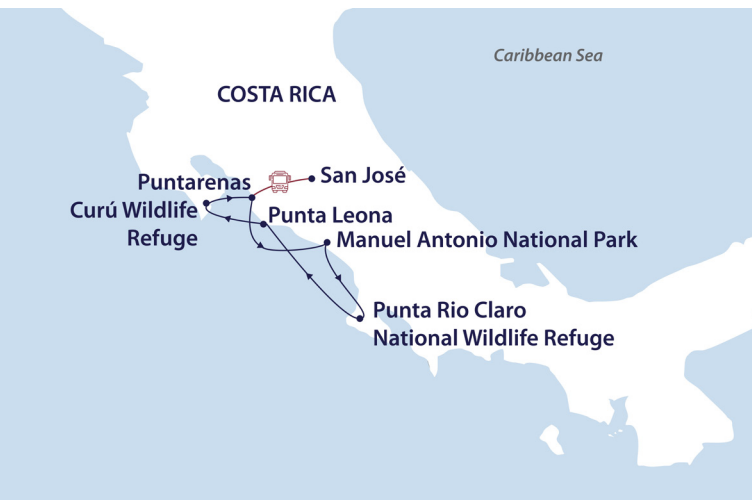 Caribbean Sea
COSTA RICA
San José
Puntarenas
Curú Wildlife
Refuge
Punta Leona
Manuel Antonio National Park
Punta Rio Claro
National Wildlife Refuge